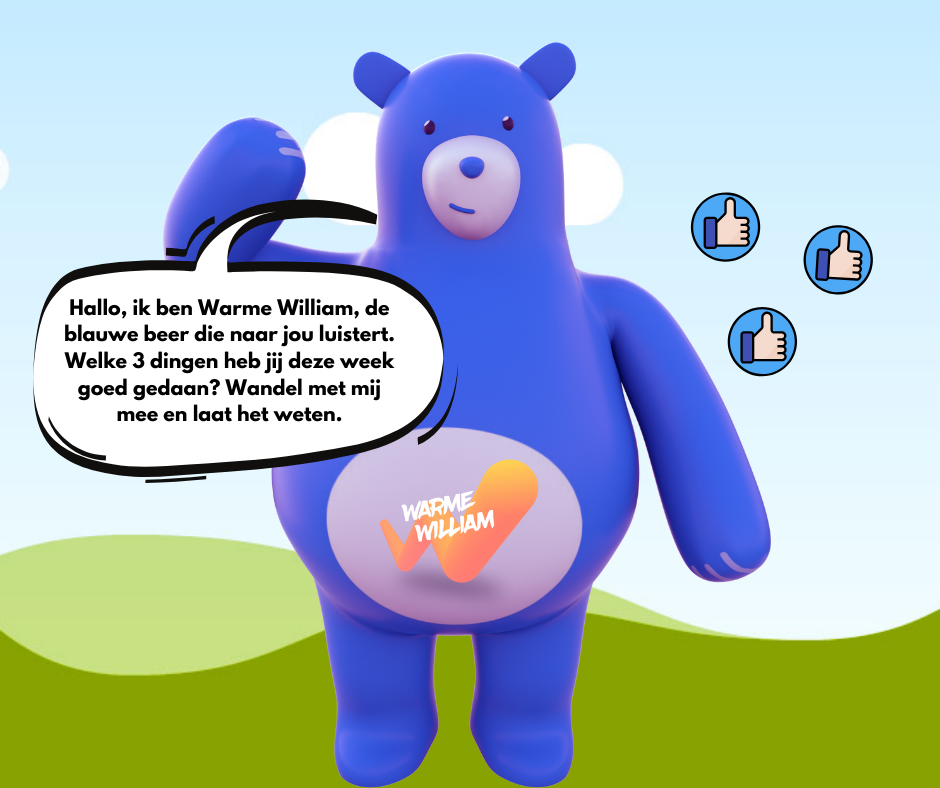 Hallo, ik ben Warme William, de
blauwe beer die naar jou luistert.
Welke 3 dingen heb jij deze week
goed gedaan? Wandel met mij
mee en laat het weten.
WARME
WILLIAM